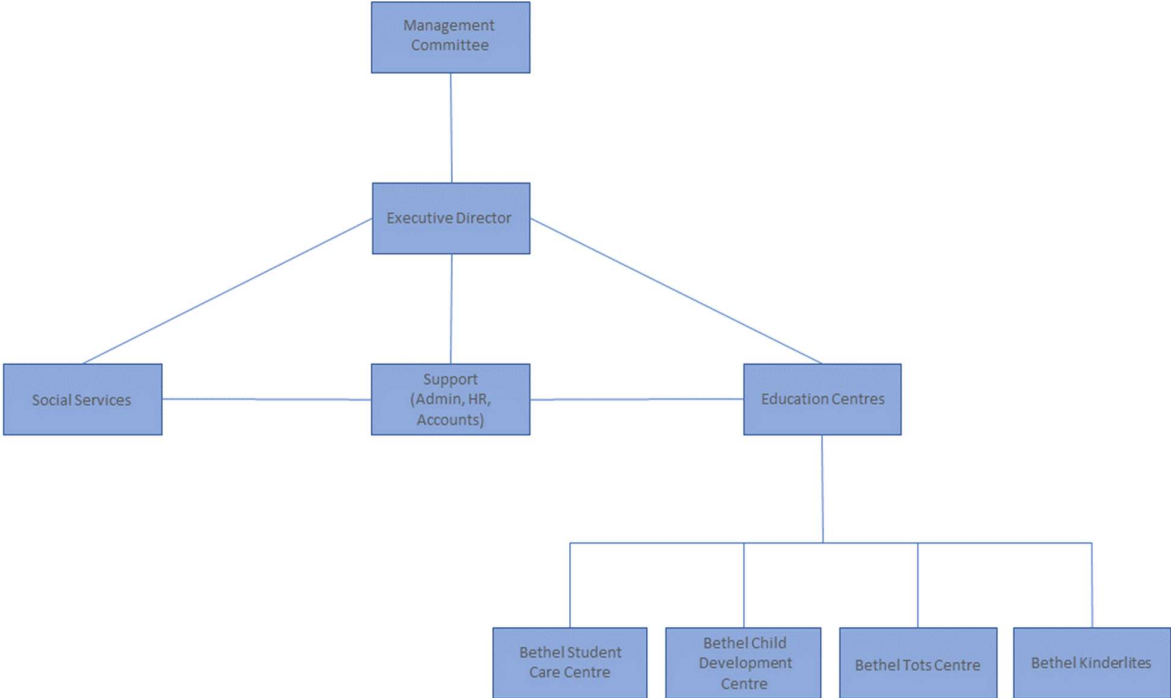 Management
Committee
Executive Director
Social Services
Support
(Admin, HR,
Accounts)
Education Centres
Bethel Student
Care Centre
Bethel Child
Development
Centre
Bethel Tots Centre
Bethel Kinderlites